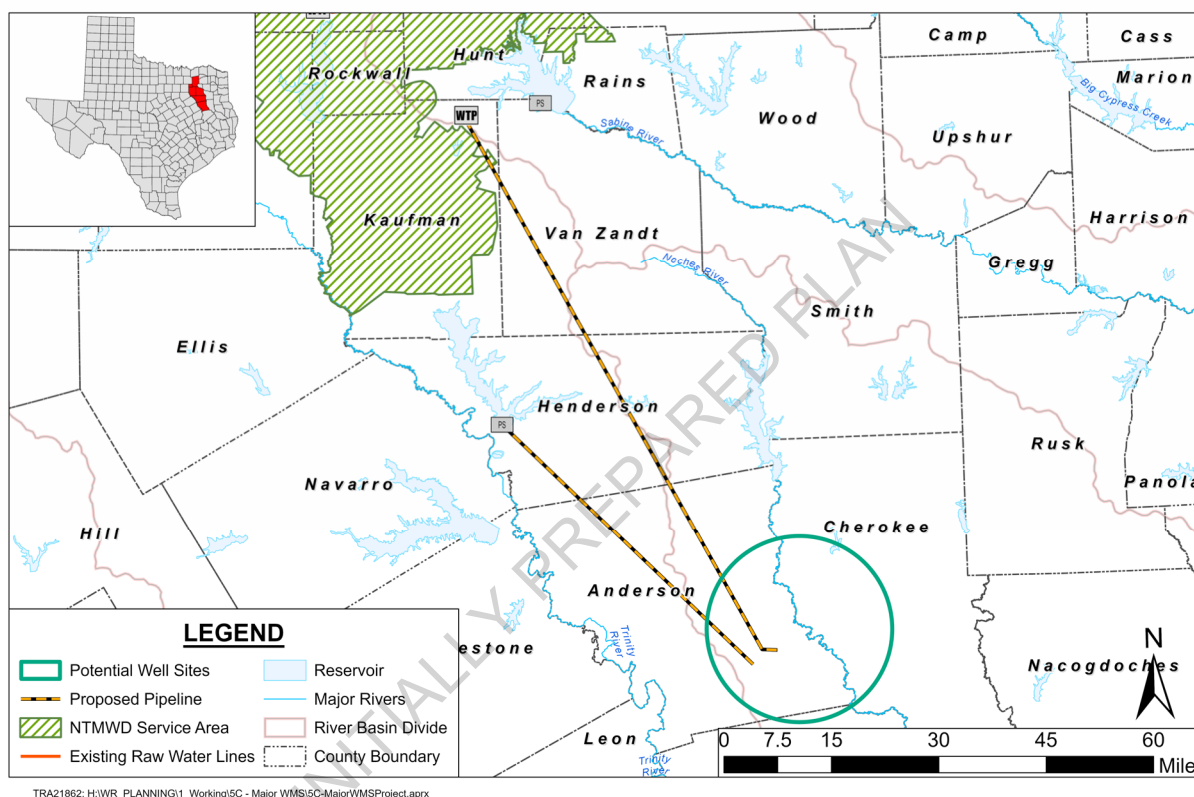 Camp
Cass
Hunt
Rains
Marion
Rockwall
PS
WTP
Big Cypress Creek
Wood
Sabine River
Upshur
Kaufman
Van Zandt
Harrison
Neches River
Gregg
Smith
Ellis
Henderson
PS
Rusk
Navarro
Panola
Hill
Cherokee
Anderson
INITIALLY PREPARED PLAN
Trinity
River
estone
Nacogdoches
Leon
Trinity
River
LEGEND
Potential Well Sites
Proposed Pipeline
NTMWD Service Area
Existing Raw Water Lines
Reservoir
Major Rivers
River Basin Divide
County Boundary
N
0 7.5 15 30 45 60
Mile
TRA21862; H:\WR_PLANNING\1_Working\5C - Major WMS\5C-MajorWMSProject.aprx